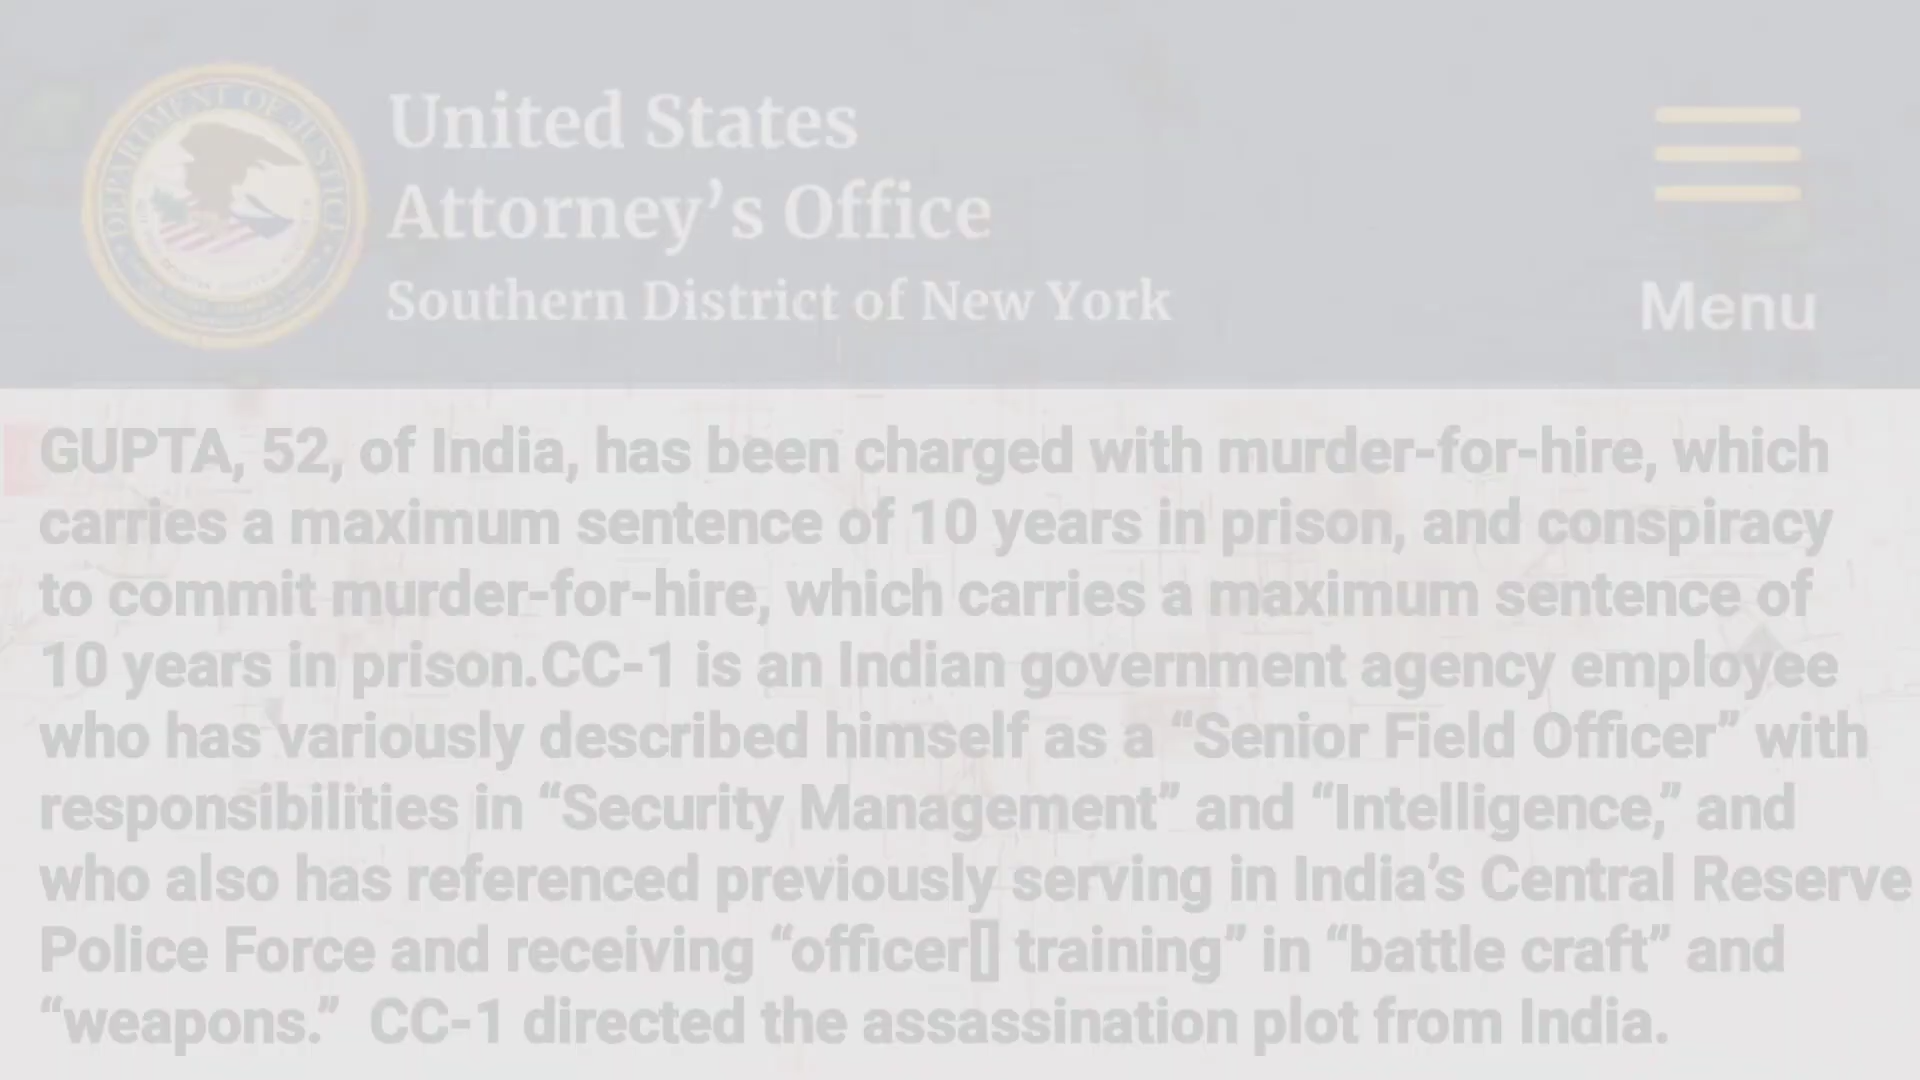 United States
Attorney’s Office
Southern District of New York
Menu
GUPTA, 52, of India, has been charged with murder-for-hire, which
carries a maximum sentence of 10 years in prison, and conspiracy
to commit murder-for-hire, which carries a maximum sentence of
10 years in prison.CC-1 is an Indian government agency employee
who has variously described himself as a “Senior Field Officer” with
responsibilities in “Security Management” and “Intelligence,” and
who also has referenced previously serving in India’s Central Reserve
Police Force and receiving “officer[] training” in “battle craft” and
“weapons.”  CC-1 directed the assassination plot from India.